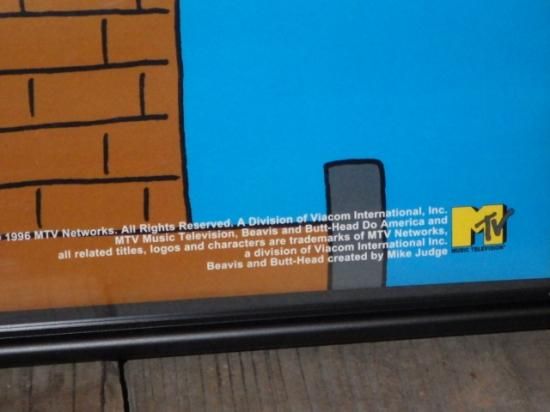 1996 MTV Networks. All Rights Reserved. A Division of Viacom International, Inc.
MTV Music Television, Beavis and Butt-Head Do America and
all related titles, logos and characters are trademarks of MTV Networks,
a division of Viacom International Inc.
Beavis and Butt-Head created by Mike Judge
MTV
MUSIC TELEVISION